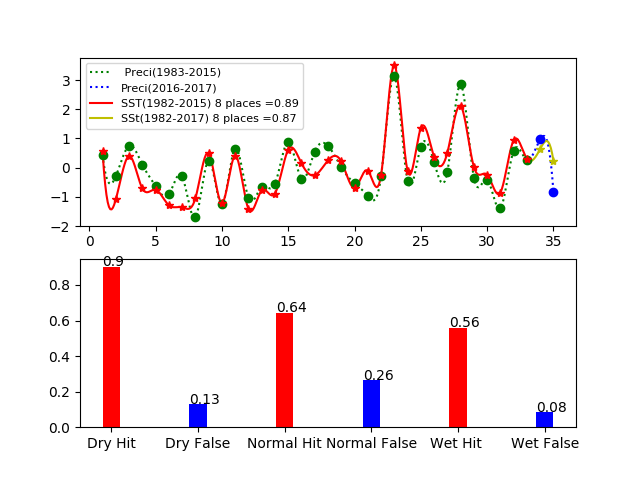 Preci(1983-2015)
Preci(2016-2017)
SST(1982-2015) 8 places =0.89
SSt(1982-2017) 8 places =0.87
3
2
1
0
−1
−2
0 5 10 15 20 25 30 35
0.9
0.64
0.56
0.26
0.13
0.08
0.8
0.6
0.4
0.2
0.0
Dry Hit Dry False Normal Hit Normal False Wet Hit Wet False